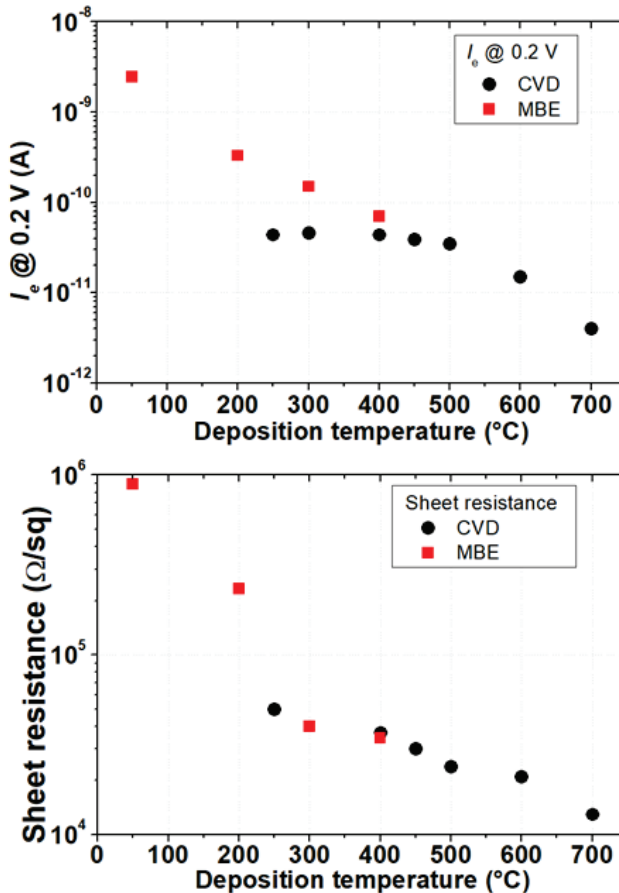 10⁻⁸
10⁻⁹
10⁻¹⁰
10⁻¹¹
10⁻¹²
Iₑ @ 0.2 V (A)
Iₑ @ 0.2 V
CVD
MBE
0 100 200 300 400 500 600 700
Deposition temperature (°C)
10⁶
10⁵
10⁴
Sheet resistance (Ω/sq)
Sheet resistance
CVD
MBE
0 100 200 300 400 500 600 700
Deposition temperature (°C)